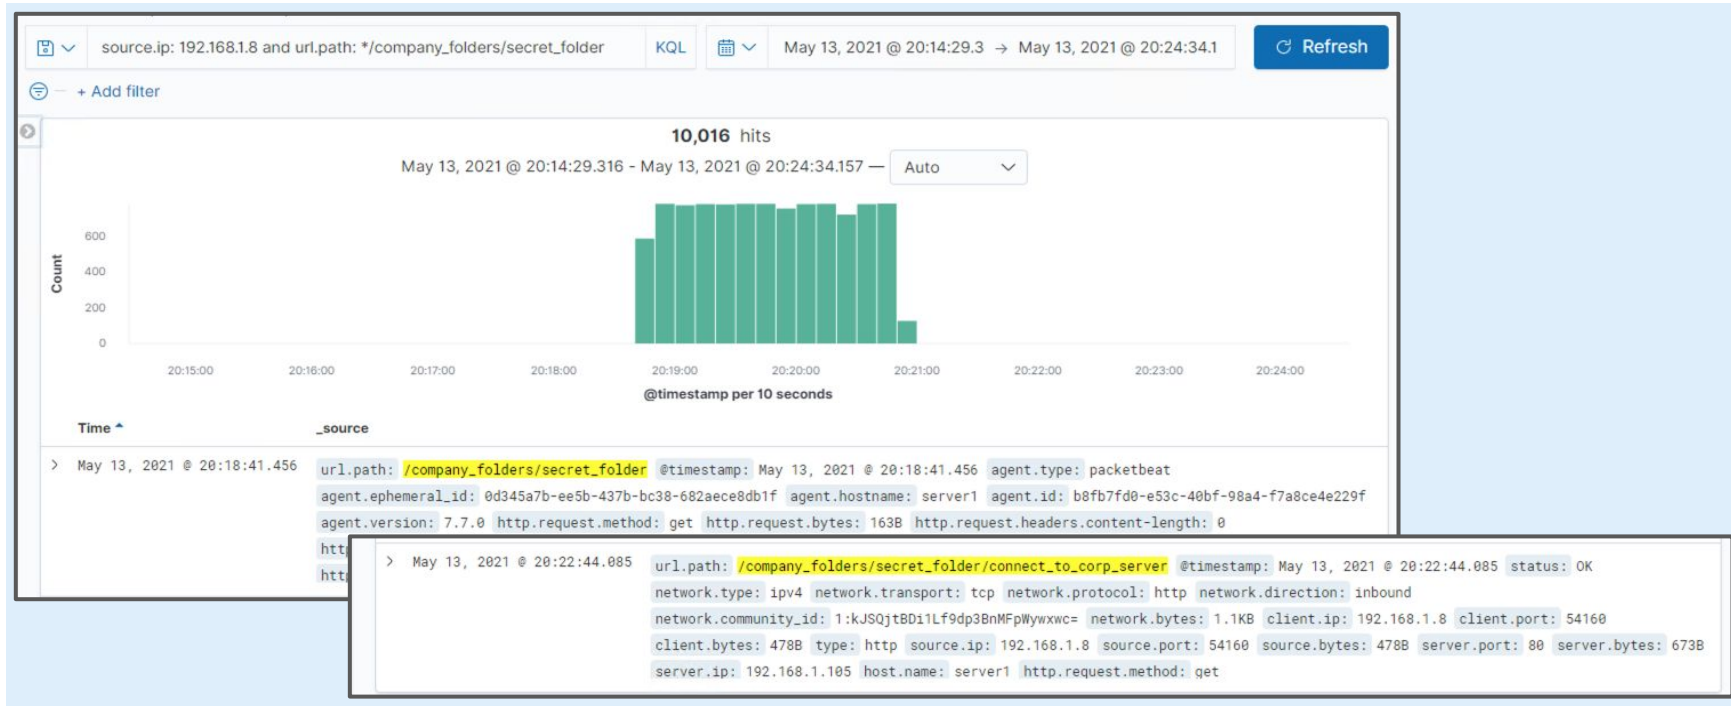 source.ip: 192.168.1.8 and url.path: */company_folders/secret_folder KQL May 13, 2021 @ 20:14:29.3 → May 13, 2021 @ 20:24:34.1 Refresh
+ Add filter
10,016 hits
May 13, 2021 @ 20:14:29.316 - May 13, 2021 @ 20:24:34.157 — Auto
600
400
200
0
Count
20:15:00 20:16:00 20:17:00 20:18:00 20:19:00 20:20:00 20:21:00 20:22:00 20:23:00 20:24:00
@timestamp per 10 seconds
Time _source
May 13, 2021 @ 20:18:41.456 url.path: /company_folders/secret_folder @timestamp: May 13, 2021 @ 20:18:41.456 agent.type: packetbeat
agent.ephemeral_id: 0d345a7b-ee5b-437b-bc38-682aece8db1f agent.hostname: server1 agent.id: b8fb7fd0-e53c-40bf-98a4-f7a8ce4e229f
agent.version: 7.7.0 http.request.method: get http.request.bytes: 163B http.request.headers.content-length: 0
htt
htt
May 13, 2021 @ 20:22:44.085 url.path: /company_folders/secret_folder/connect_to_corp_server @timestamp: May 13, 2021 @ 20:22:44.085 status: OK
network.type: ipv4 network.transport: tcp network.protocol: http network.direction: inbound
network.community_id: 1:kJSQjtBDi1Lf9dp3BnMFpWywxwc= network.bytes: 1.1KB client.ip: 192.168.1.8 client.port: 54160
client.bytes: 478B type: http source.ip: 192.168.1.8 source.port: 54160 source.bytes: 478B server.port: 80 server.bytes: 673B
server.ip: 192.168.1.105 host.name: server1 http.request.method: get